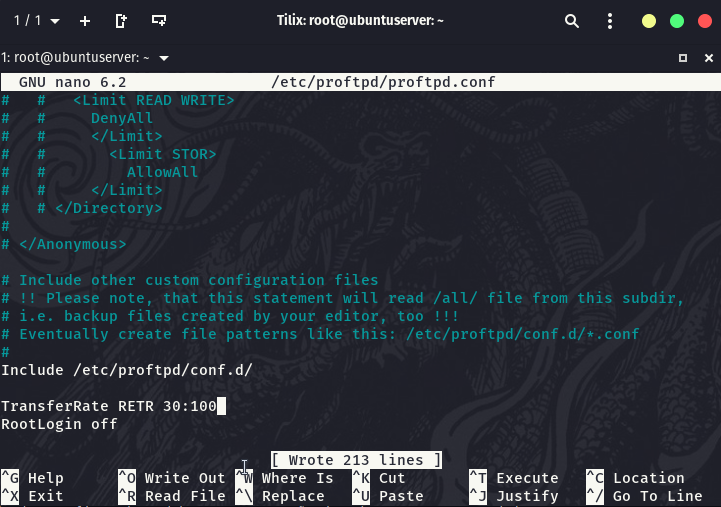 1 / 1
Tilix: root@ubuntuserver: ~
1: root@ubuntuserver: ~
GNU nano 6.2 /etc/proftpd/proftpd.conf
#   #   <Limit READ WRITE>
#   #     DenyAll
#   #     </Limit>
#   #       <Limit STOR>
#   #         AllowAll
#   #     </Limit>
#   # </Directory>
#
# </Anonymous>
# Include other custom configuration files
# !! Please note, that this statement will read /all/ file from this subdir,
# i.e. backup files created by your editor, too !!!
# Eventually create file patterns like this: /etc/proftpd/conf.d/*.conf
#
Include /etc/proftpd/conf.d/
TransferRate RETR 30:100
RootLogin off
[ Wrote 213 lines ]
^G Help ^O Write Out ^W Where Is ^K Cut ^T Execute ^C Location
^X Exit ^R Read File ^\ Replace ^U Paste ^J Justify ^/ Go To Line